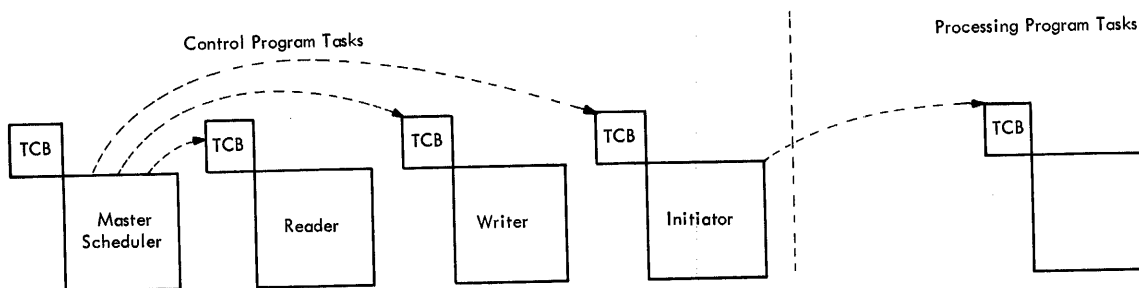 Control Program Tasks
Processing Program Tasks
TCB
TCB
TCB
TCB
TCB
Master
Scheduler
Reader
Writer
Initiator